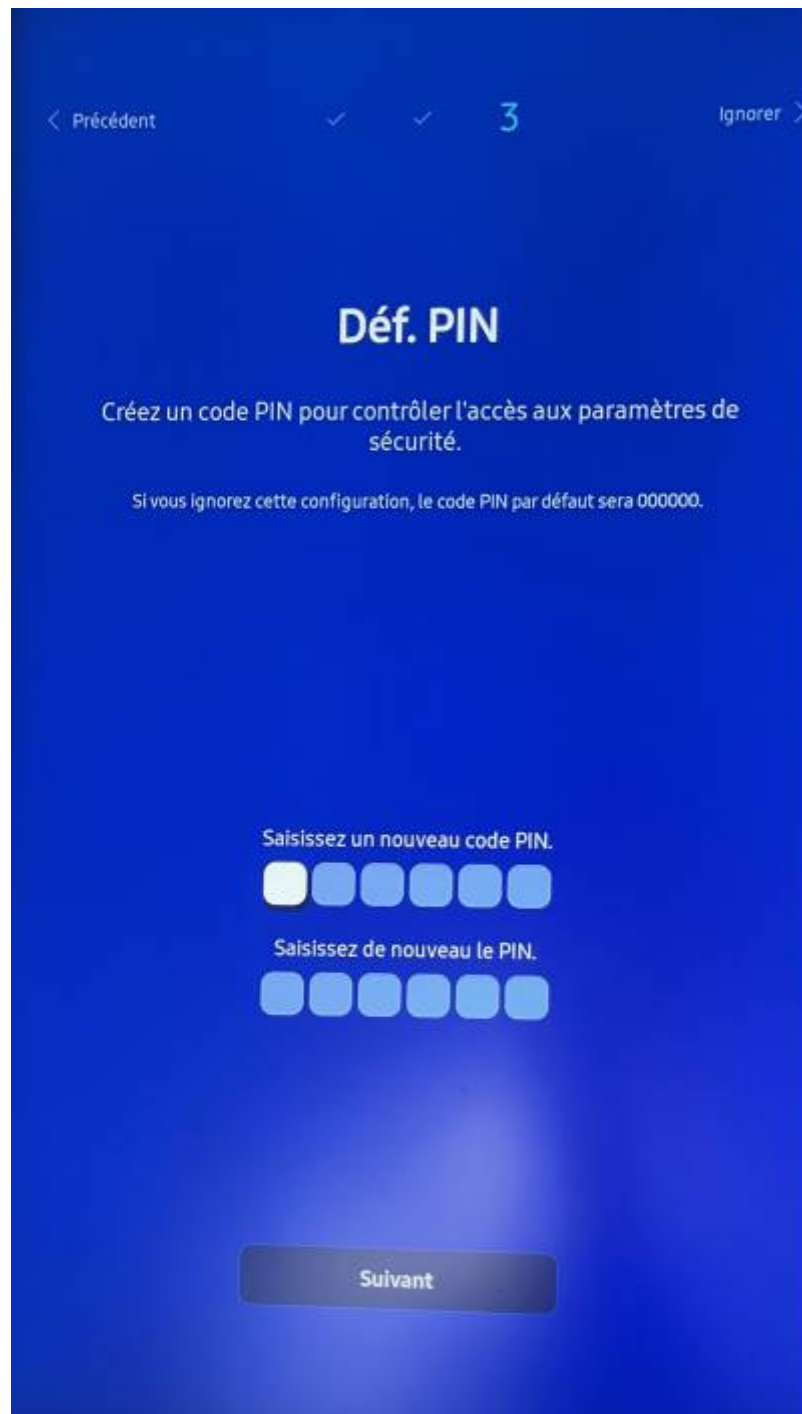 Précédent
3
Ignorer
Déf. PIN
Créez un code PIN pour contrôler l'accès aux paramètres de
sécurité.
Si vous ignorez cette configuration, le code PIN par défaut sera 000000.
Saisissez un nouveau code PIN.
Saisissez de nouveau le PIN.
Suivant